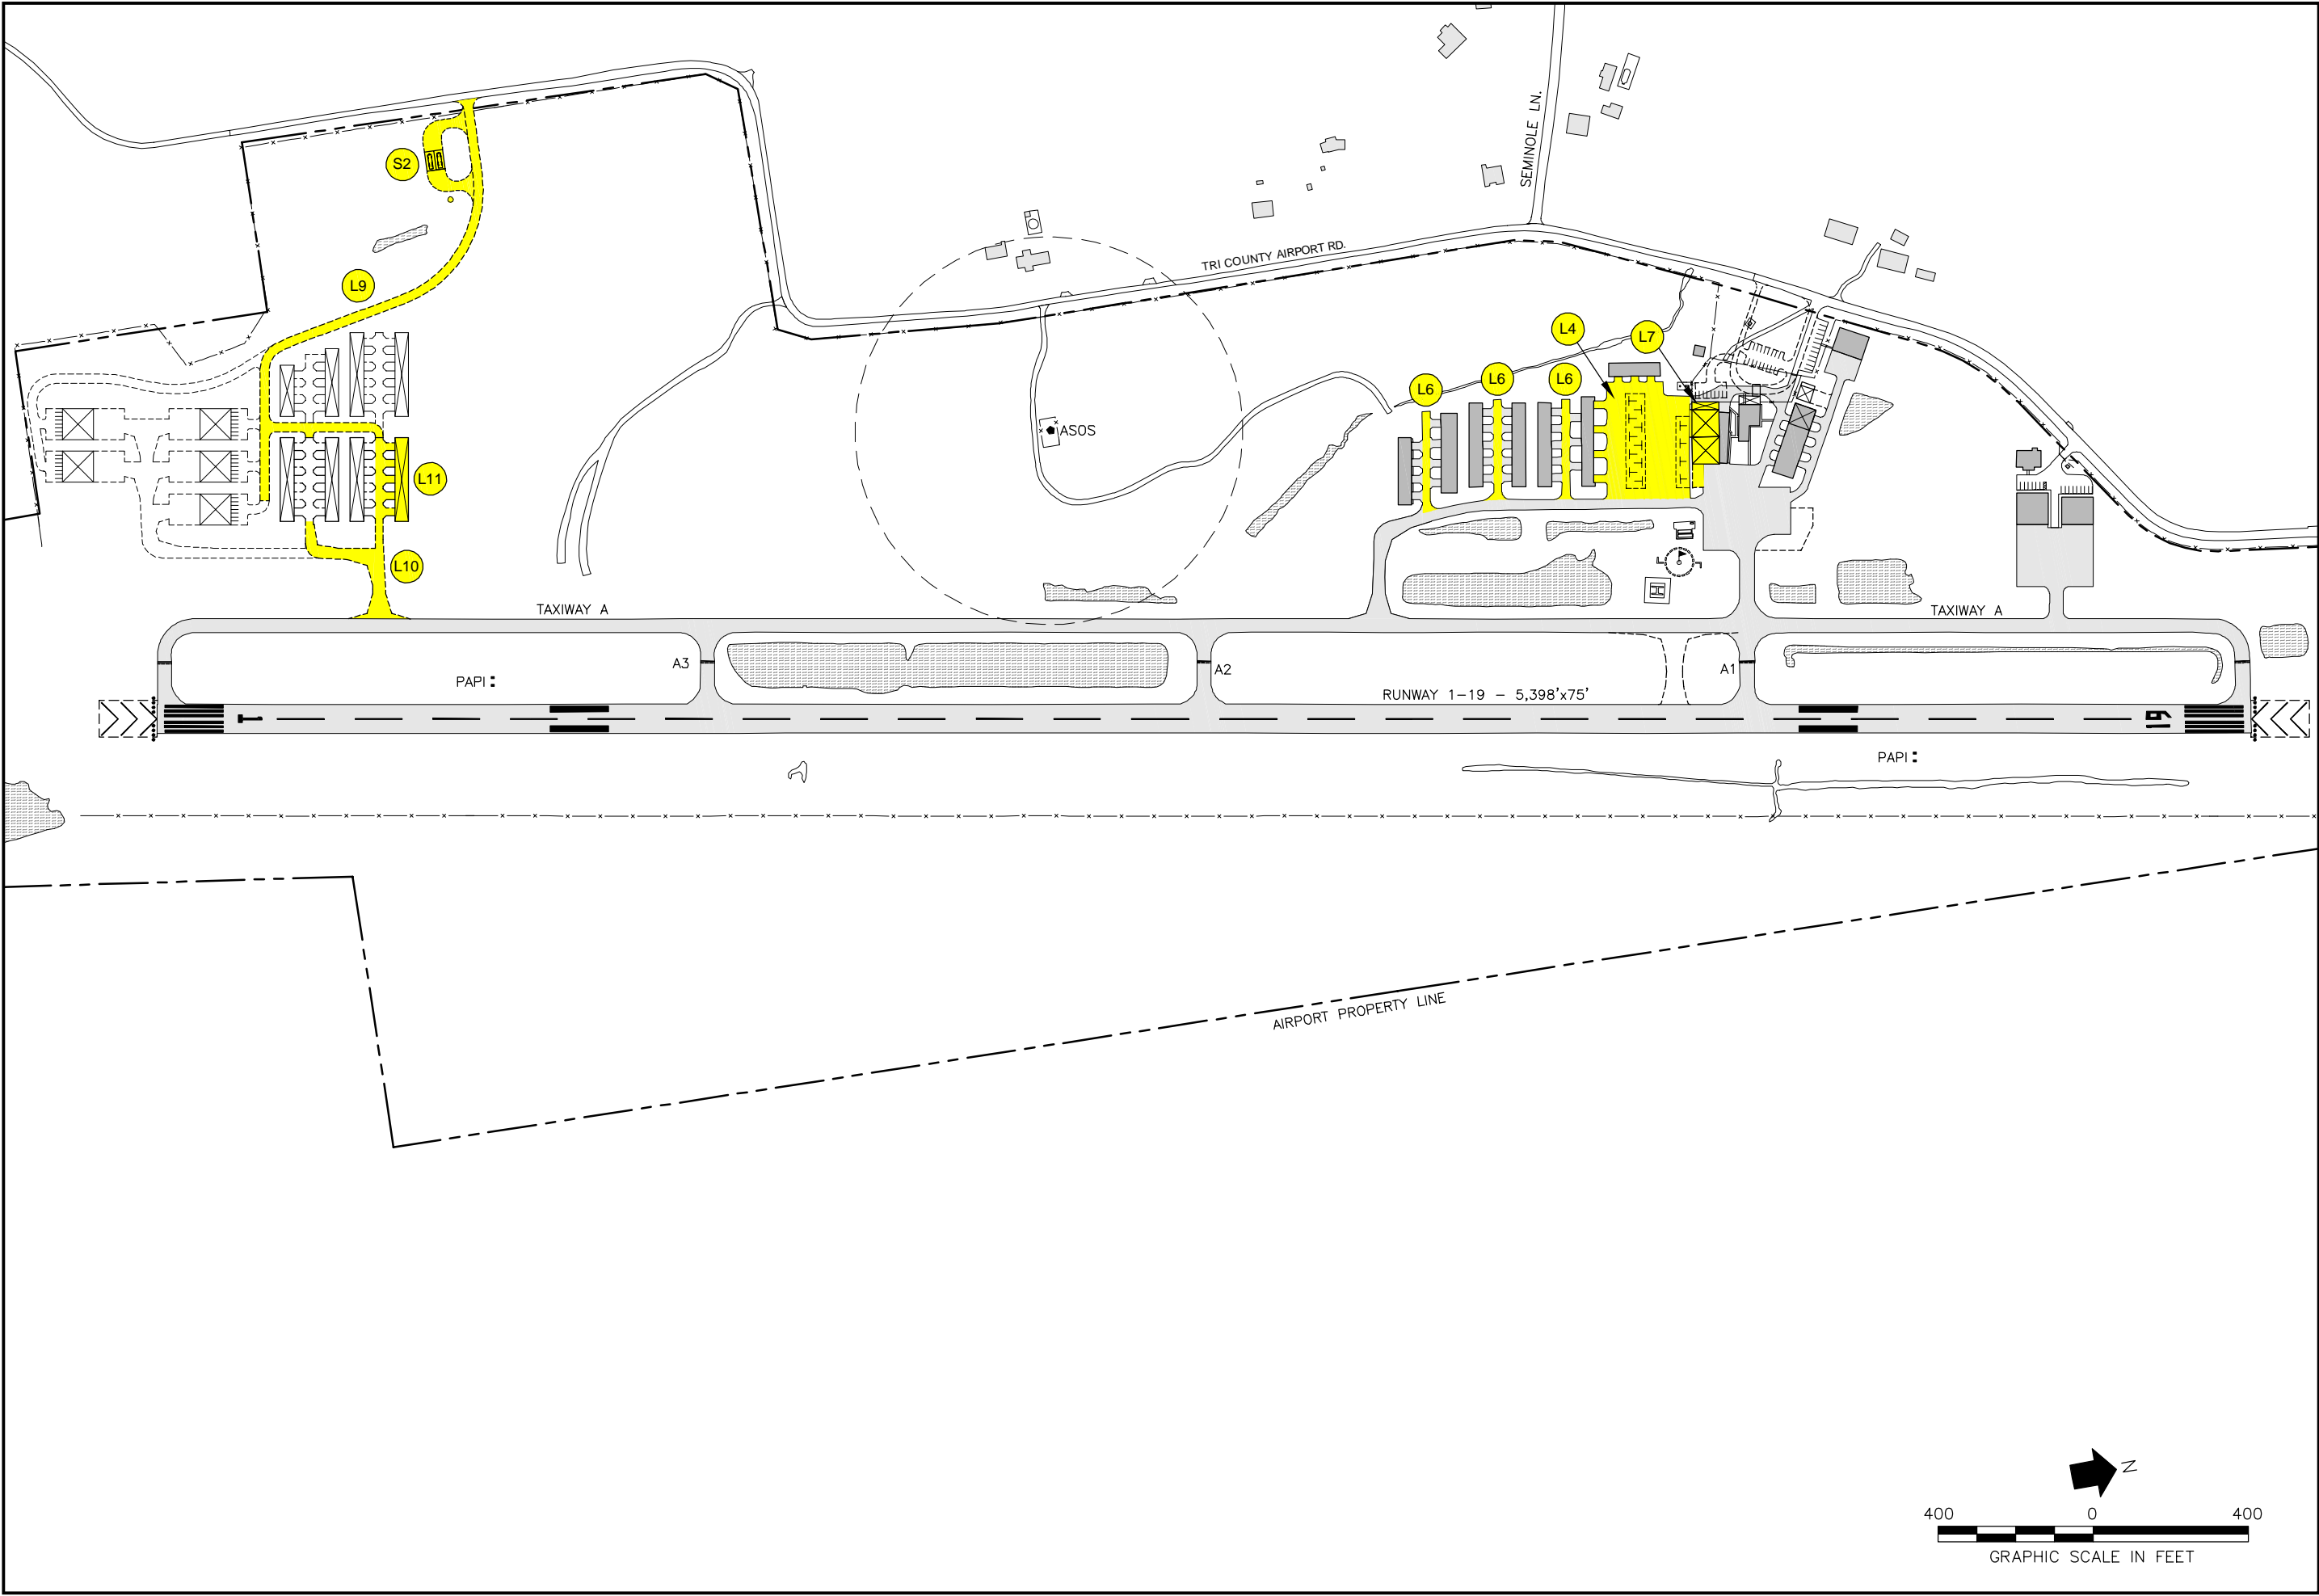 SEMINOLE LN.
S2
TRI COUNTY AIRPORT RD.
L9
L4
L7
L6
L6
L6
ASOS
L11
L10
TAXIWAY A
TAXIWAY A
A3
A2
A1
PAPI
RUNWAY 1-19 - 5,398'x75'
1
19
PAPI
AIRPORT PROPERTY LINE
N
400 0 400
GRAPHIC SCALE IN FEET